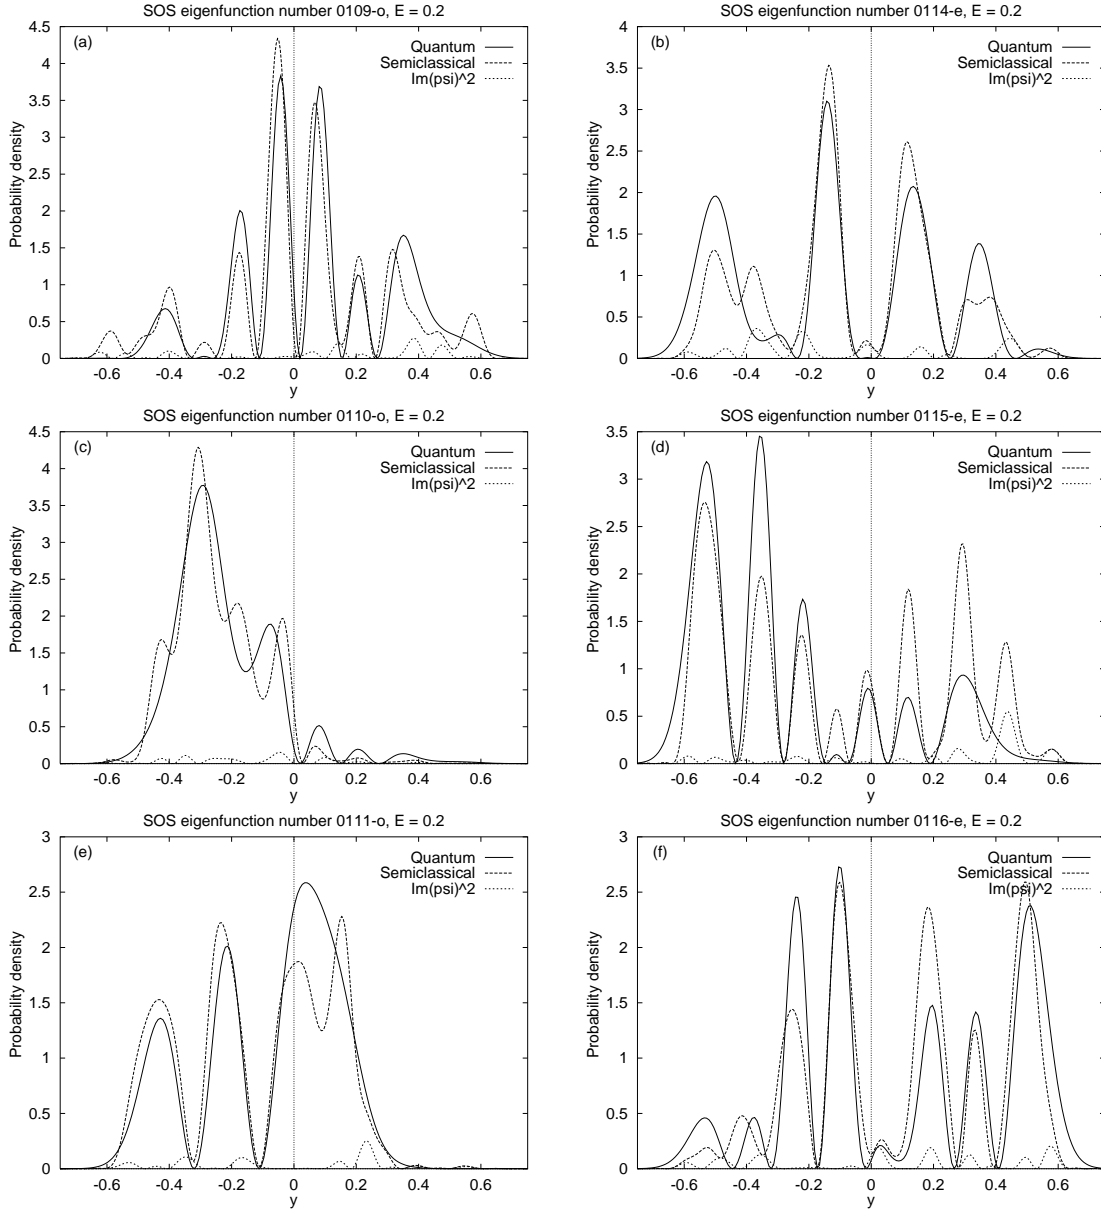 SOS eigenfunction number 0109-o, E = 0.2
(a)
Quantum
Semiclassical
Im(psi)^2
Probability density
4.5
4
3.5
3
2.5
2
1.5
1
0.5
0
-0.6 -0.4 -0.2 0 0.2 0.4 0.6
y
SOS eigenfunction number 0114-e, E = 0.2
(b)
Quantum
Semiclassical
Im(psi)^2
Probability density
4
3.5
3
2.5
2
1.5
1
0.5
0
-0.6 -0.4 -0.2 0 0.2 0.4 0.6
y
SOS eigenfunction number 0110-o, E = 0.2
(c)
Quantum
Semiclassical
Im(psi)^2
Probability density
4.5
4
3.5
3
2.5
2
1.5
1
0.5
0
-0.6 -0.4 -0.2 0 0.2 0.4 0.6
y
SOS eigenfunction number 0115-e, E = 0.2
(d)
Quantum
Semiclassical
Im(psi)^2
Probability density
3.5
3
2.5
2
1.5
1
0.5
0
-0.6 -0.4 -0.2 0 0.2 0.4 0.6
y
SOS eigenfunction number 0111-o, E = 0.2
(e)
Quantum
Semiclassical
Im(psi)^2
Probability density
3
2.5
2
1.5
1
0.5
0
-0.6 -0.4 -0.2 0 0.2 0.4 0.6
y
SOS eigenfunction number 0116-e, E = 0.2
(f)
Quantum
Semiclassical
Im(psi)^2
Probability density
3
2.5
2
1.5
1
0.5
0
-0.6 -0.4 -0.2 0 0.2 0.4 0.6
y